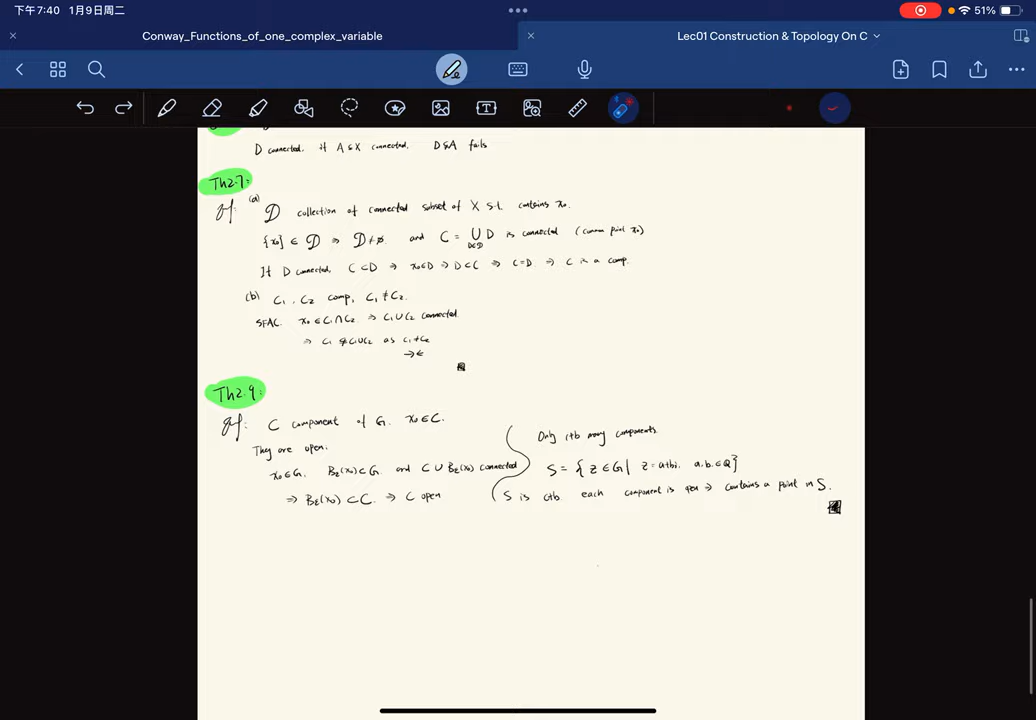 下午7:40 1月9日周二
51%
Conway_Functions_of_one_complex_variable
Lec01 Construction & Topology On C
D connected. if A ⊆ X connected. D⊊A fails
Th2.7:
pf: (a) 𝒟 collection of connected subset of X s.t. contains x₀.
{x₀} ∈ 𝒟 ⇒ 𝒟 ≠ ∅. and C = ∪ D is connected (common point x₀)
D∈𝒟
If D connected, C ⊂ D ⇒ x₀ ∈ D ⇒ D ⊂ C ⇒ C = D ⇒ C is a comp.
(b) C₁, C₂ comp, C₁ ≠ C₂.
SFAC. x₀ ∈ C₁ ∩ C₂ ⇒ C₁ ∪ C₂ connected.
⇒ C₁ ⊊ C₁∪C₂ as C₁ ≠ C₂
→←
Th2.9:
pf: C component of G. x₀ ∈ C.
They are open.
x₀ ∈ G, Bε(x₀) ⊂ G. and C ∪ Bε(x₀) connected
⇒ Bε(x₀) ⊂ C. ⇒ C open
Only ctb many components.
S = { z ∈ G | z = a+bi. a,b ∈ Q }
S is ctb. each component is open ⇒ contains a point in S.